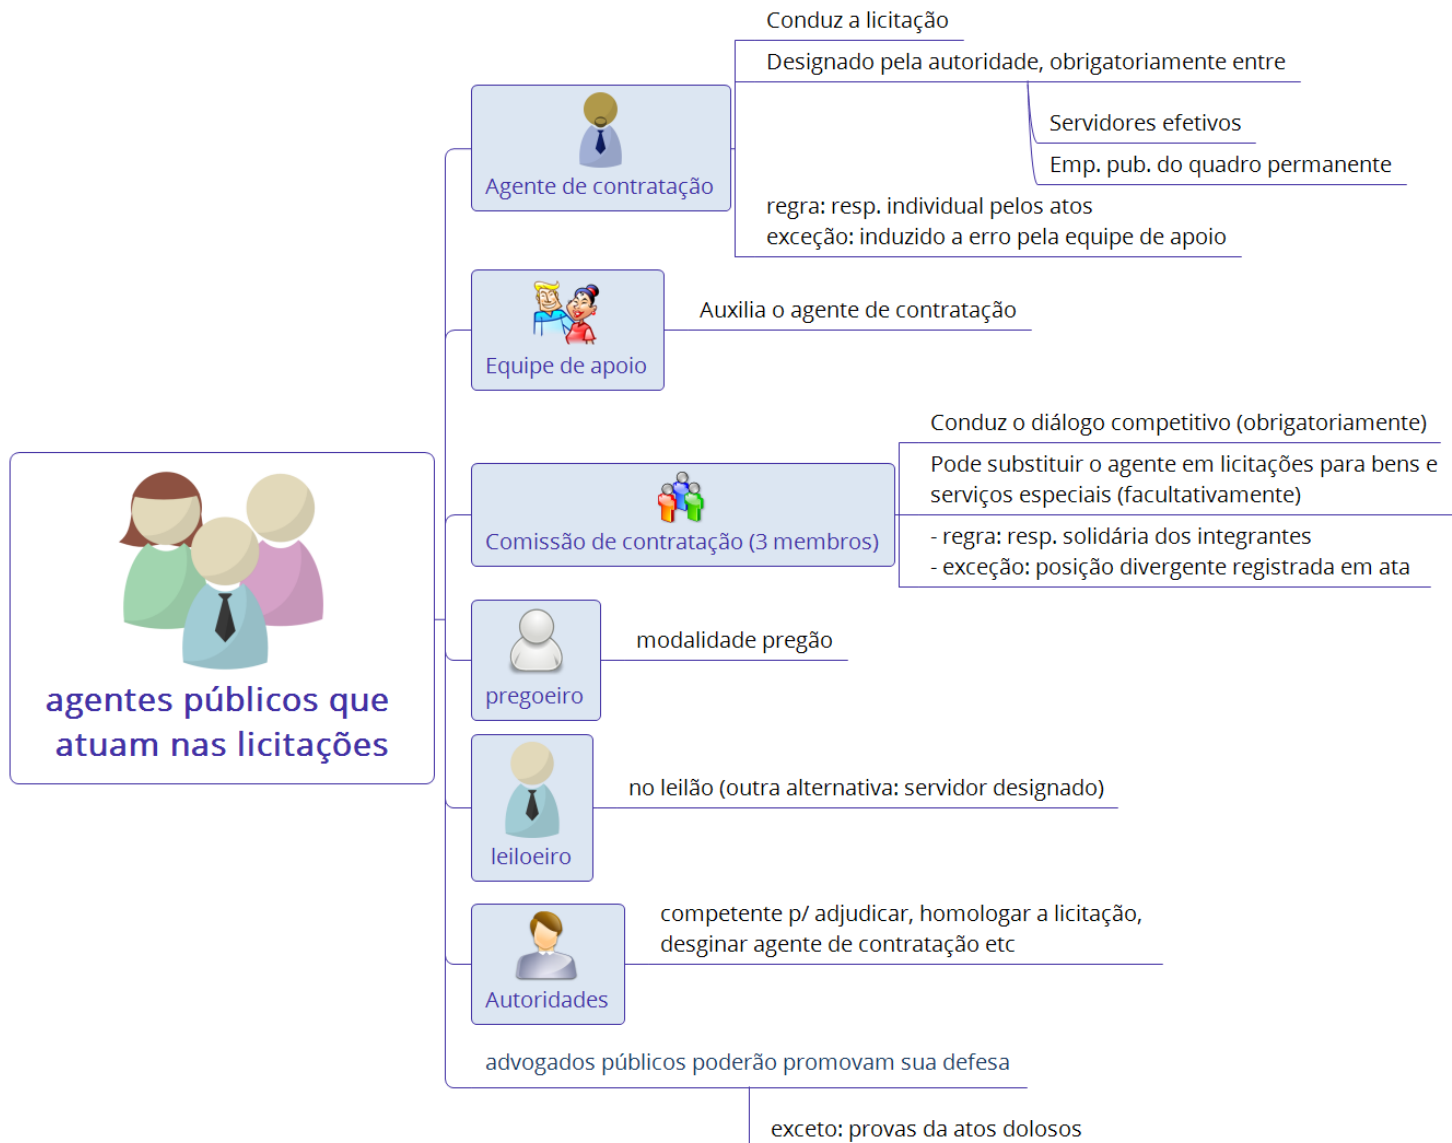 agentes públicos que
atuam nas licitações
Agente de contratação
Conduz a licitação
Designado pela autoridade, obrigatoriamente entre
Servidores efetivos
Emp. pub. do quadro permanente
regra: resp. individual pelos atos
exceção: induzido a erro pela equipe de apoio
Equipe de apoio
Auxilia o agente de contratação
Comissão de contratação (3 membros)
Conduz o diálogo competitivo (obrigatoriamente)
Pode substituir o agente em licitações para bens e
serviços especiais (facultativamente)
- regra: resp. solidária dos integrantes
- exceção: posição divergente registrada em ata
pregoeiro
modalidade pregão
leiloeiro
no leilão (outra alternativa: servidor designado)
Autoridades
competente p/ adjudicar, homologar a licitação,
desginar agente de contratação etc
advogados públicos poderão promovam sua defesa
exceto: provas da atos dolosos